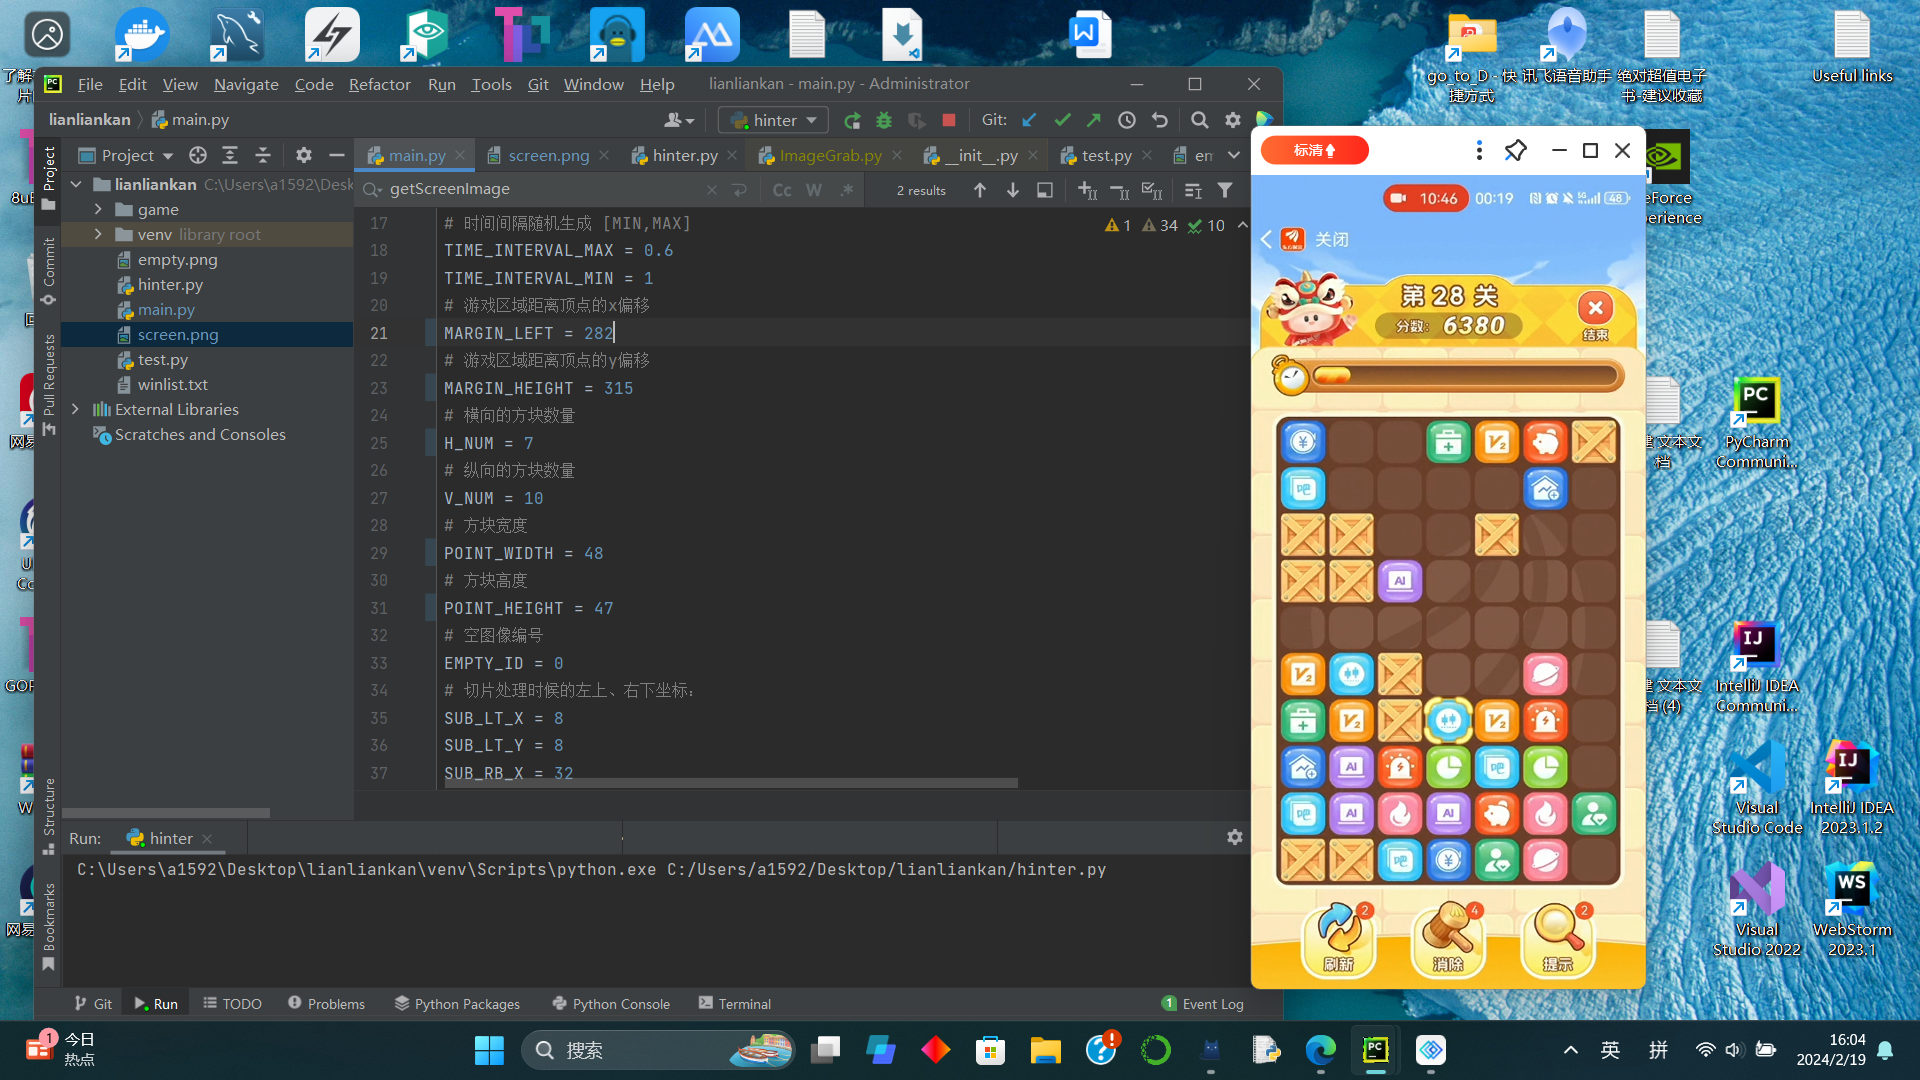 了解
片
go_to_D - 快
捷方式
讯飞语音助手
绝对超值电子
书-建议收藏
Useful links
File Edit View Navigate Code Refactor Run Tools Git Window Help
lianliankan - main.py - Administrator
lianliankan
main.py
hinter
Git:
Project
main.py
screen.png
hinter.py
ImageGrab.py
__init__.py
test.py
en
getScreenImage
Cc
W
.*
2 results
lianliankan C:\Users\a1592\Desk
game
venv library root
empty.png
hinter.py
main.py
screen.png
test.py
winlist.txt
External Libraries
Scratches and Consoles
Project
Commit
Pull Requests
Structure
Bookmarks
1
34
10
17 # 时间间隔随机生成 [MIN,MAX]
18 TIME_INTERVAL_MAX = 0.6
19 TIME_INTERVAL_MIN = 1
20 # 游戏区域距离顶点的x偏移
21 MARGIN_LEFT = 282
22 # 游戏区域距离顶点的y偏移
23 MARGIN_HEIGHT = 315
24 # 横向的方块数量
25 H_NUM = 7
26 # 纵向的方块数量
27 V_NUM = 10
28 # 方块宽度
29 POINT_WIDTH = 48
30 # 方块高度
31 POINT_HEIGHT = 47
32 # 空图像编号
33 EMPTY_ID = 0
34 # 切片处理时候的左上、右下坐标：
35 SUB_LT_X = 8
36 SUB_LT_Y = 8
37 SUB_RB_X = 32
Run:
hinter
C:\Users\a1592\Desktop\lianliankan\venv\Scripts\python.exe C:/Users/a1592/Desktop/lianliankan/hinter.py
Git
Run
TODO
Problems
Python Packages
Python Console
Terminal
1 Event Log
标清
10:46
00:19
48
关闭
第 28 关
分数: 6380
结束
2
4
2
刷新
消除
提示
eForce
perience
建 文本文
档
PyCharm
Communi...
建 文本文
档 (4)
IntelliJ IDEA
Communi...
Visual
Studio Code
IntelliJ IDEA
2023.1.2
Visual
Studio 2022
WebStorm
2023.1
1
今日
热点
搜索
英
拼
16:04
2024/2/19